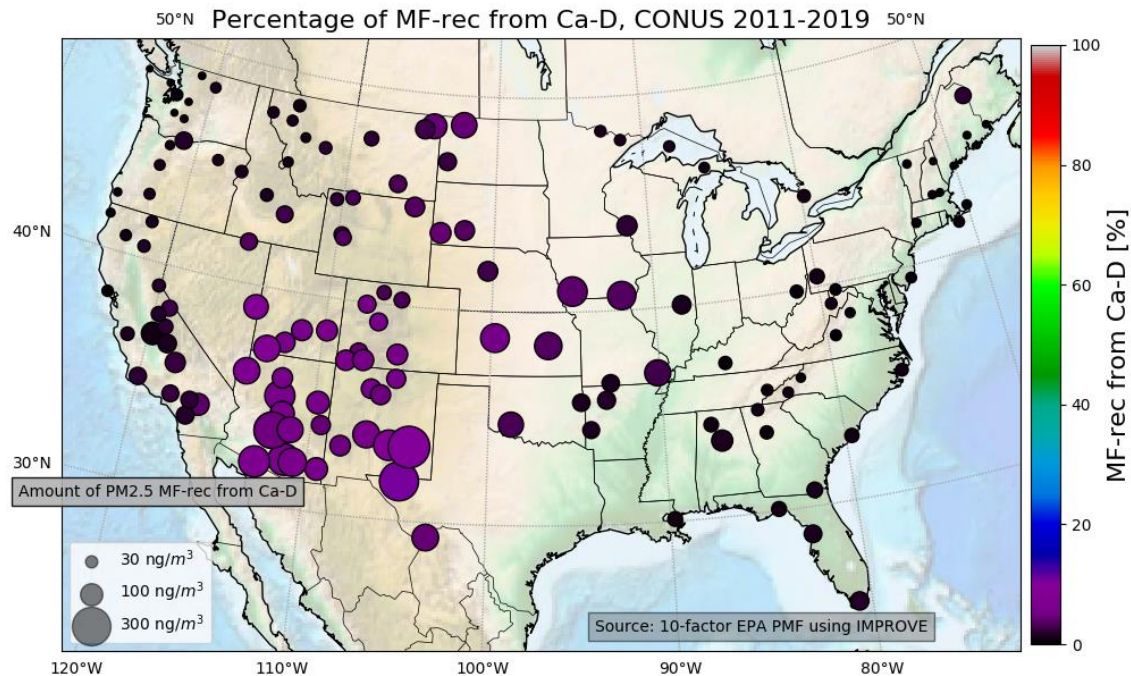 Percentage of MF-rec from Ca-D, CONUS 2011-2019
50°N
50°N
40°N
30°N
Amount of PM2.5 MF-rec from Ca-D
30 ng/m³
100 ng/m³
300 ng/m³
Source: 10-factor EPA PMF using IMPROVE
120°W
110°W
100°W
90°W
80°W
100
80
60
40
20
0
MF-rec from Ca-D [%]